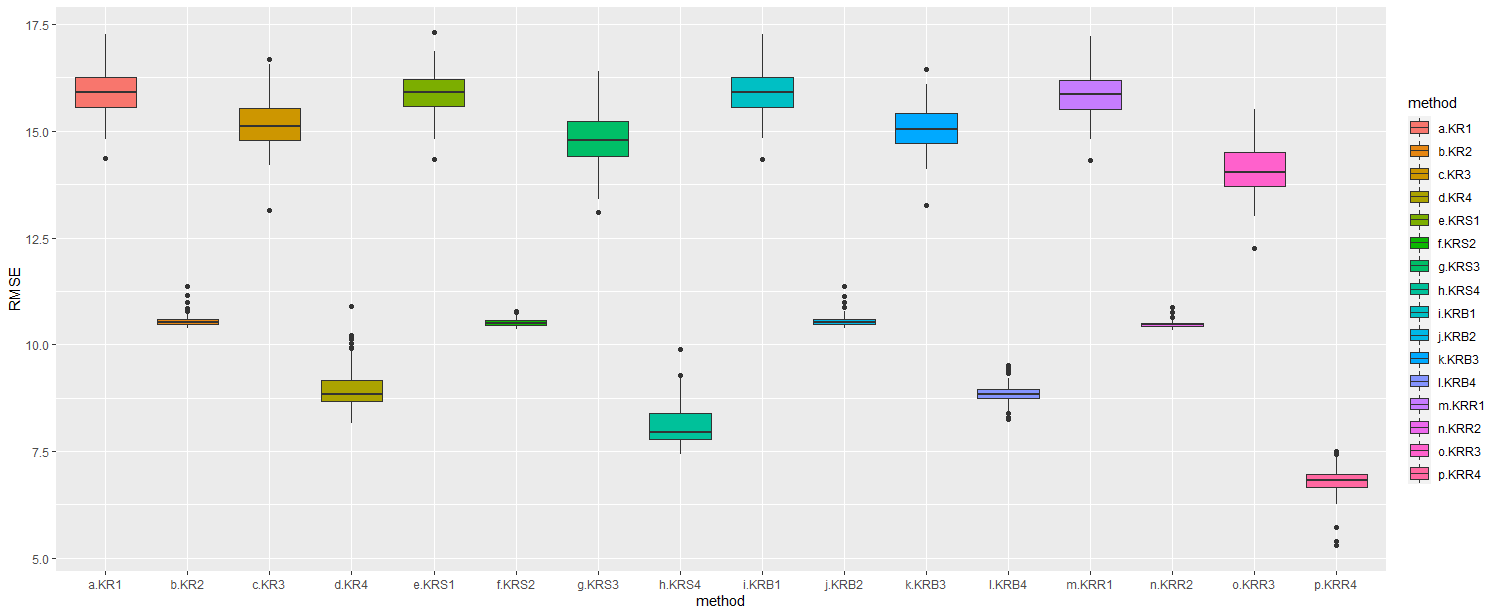 17.5
15.0
12.5
10.0
7.5
5.0
RMSE
a.KR1 b.KR2 c.KR3 d.KR4 e.KRS1 f.KRS2 g.KRS3 h.KRS4 i.KRB1 j.KRB2 k.KRB3 l.KRB4 m.KRR1 n.KRR2 o.KRR3 p.KRR4
method
method
a.KR1
b.KR2
c.KR3
d.KR4
e.KRS1
f.KRS2
g.KRS3
h.KRS4
i.KRB1
j.KRB2
k.KRB3
l.KRB4
m.KRR1
n.KRR2
o.KRR3
p.KRR4